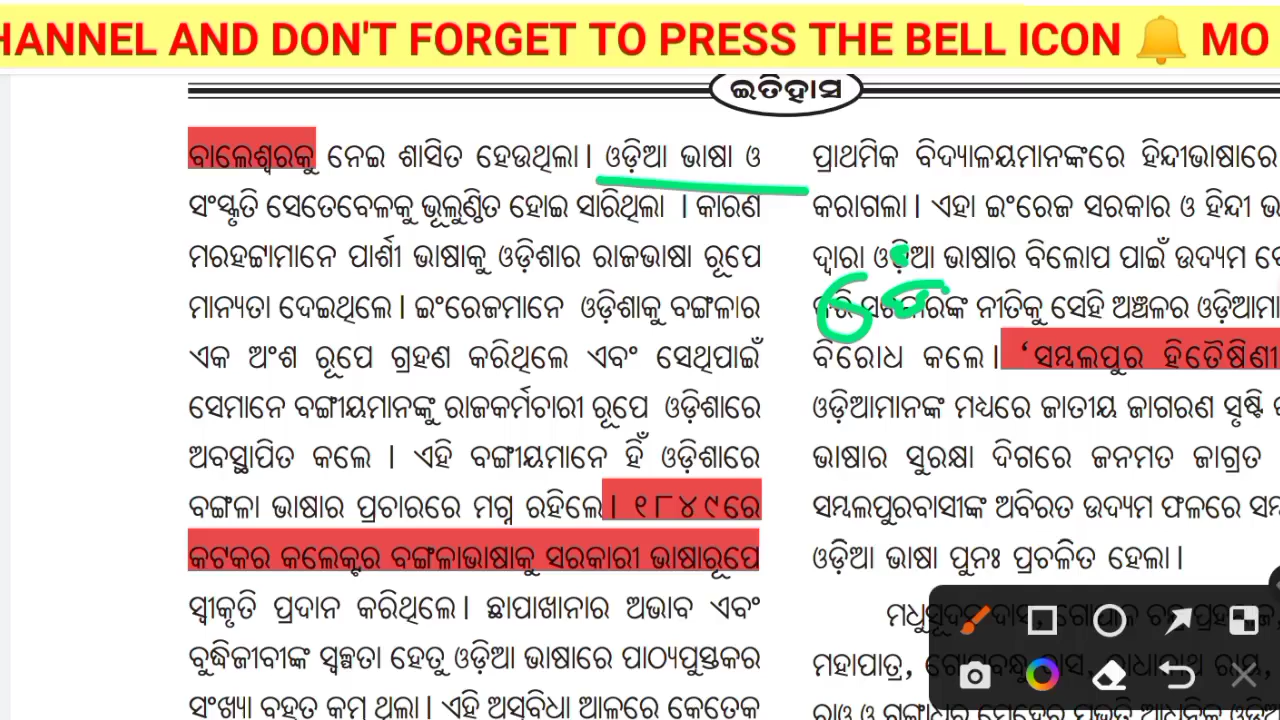 HANNEL AND DON'T FORGET TO PRESS THE BELL ICON 🔔 MO
ଇତିହାସ
ବାଲେଶ୍ୱରକୁ ନେଇ ଶାସିତ ହେଉଥିଲା। ଓଡ଼ିଆ ଭାଷା ଓ
ସଂସ୍କୃତି ସେତେବେଳକୁ ଭୂଲୁଣ୍ଠିତ ହୋଇ ସାରିଥିଲା । କାରଣ
ମରହଟ୍ଟାମାନେ ପାର୍ଶୀ ଭାଷାକୁ ଓଡ଼ିଶାର ରାଜଭାଷା ରୂପେ
ମାନ୍ୟତା ଦେଇଥିଲେ। ଇଂରେଜମାନେ ଓଡ଼ିଶାକୁ ବଙ୍ଗଳାର
ଏକ ଅଂଶ ରୂପେ ଗ୍ରହଣ କରିଥିଲେ ଏବଂ ସେଥିପାଇଁ
ସେମାନେ ବଙ୍ଗୀୟମାନଙ୍କୁ ରାଜକର୍ମଚାରୀ ରୂପେ ଓଡ଼ିଶାରେ
ଅବସ୍ଥାପିତ କଲେ । ଏହି ବଙ୍ଗୀୟମାନେ ହିଁ ଓଡ଼ିଶାରେ
ବଙ୍ଗଳା ଭାଷାର ପ୍ରଚାରରେ ମଗ୍ନ ରହିଲେ। ୧୮୪୯ରେ
କଟକର କଲେକ୍ଟର ବଙ୍ଗଳାଭାଷାକୁ ସରକାରୀ ଭାଷାରୂପେ
ସ୍ୱୀକୃତି ପ୍ରଦାନ କରିଥିଲେ। ଛାପାଖାନାର ଅଭାବ ଏବଂ
ବୁଦ୍ଧିଜୀବୀଙ୍କ ସ୍ୱଳ୍ପତା ହେତୁ ଓଡ଼ିଆ ଭାଷାରେ ପାଠ୍ୟପୁସ୍ତକର
ସଂଖ୍ୟା ବହୁତ କମ୍ ଥିଲା। ଏହି ଅସୁବିଧା ଆଳରେ କେତେକ
ପ୍ରାଥମିକ ବିଦ୍ୟାଳୟମାନଙ୍କରେ ହିନ୍ଦୀଭାଷାରେ
କରାଗଲା। ଏହା ଇଂରେଜ ସରକାର ଓ ହିନ୍ଦୀ ଭ
ଦ୍ୱାରା ଓଡ଼ିଆ ଭାଷାର ବିଲୋପ ପାଇଁ ଉଦ୍ୟମ
ନୀତିକୁ ସେହି ଅଞ୍ଚଳର ଓଡ଼ିଆମା
ବିରୋଧ କଲେ। ‘ସମ୍ବଲପୁର ହିତୈଷିଣୀ
ଓଡ଼ିଆମାନଙ୍କ ମଧ୍ୟରେ ଜାତୀୟ ଜାଗରଣ ସୃଷ୍ଟି
ଭାଷାର ସୁରକ୍ଷା ଦିଗରେ ଜନମତ ଜାଗ୍ରତ
ସମ୍ବଲପୁରବାସୀଙ୍କ ଅବିରତ ଉଦ୍ୟମ ଫଳରେ ସମ
ଓଡ଼ିଆ ଭାଷା ପୁନଃ ପ୍ରଚଳିତ ହେଲା।
ମହାପାତ୍ର,